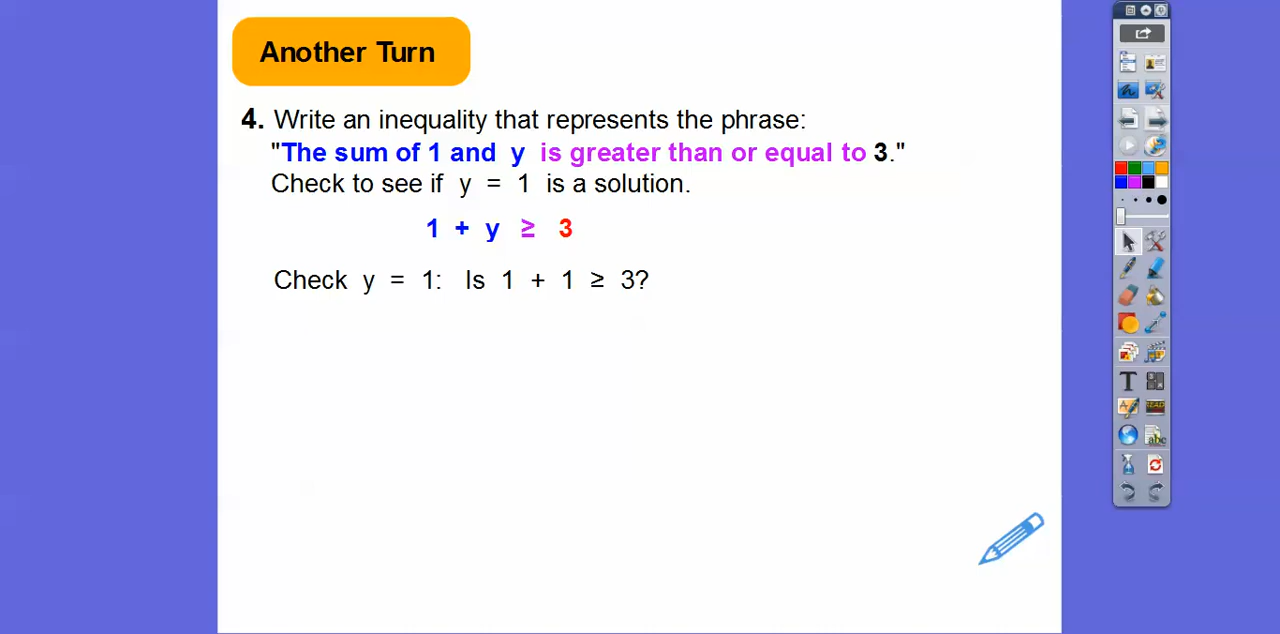 Another Turn
4. Write an inequality that represents the phrase:
"The sum of 1 and y is greater than or equal to 3."
Check to see if y = 1 is a solution.
1 + y ≥ 3
Check y = 1: Is 1 + 1 ≥ 3?